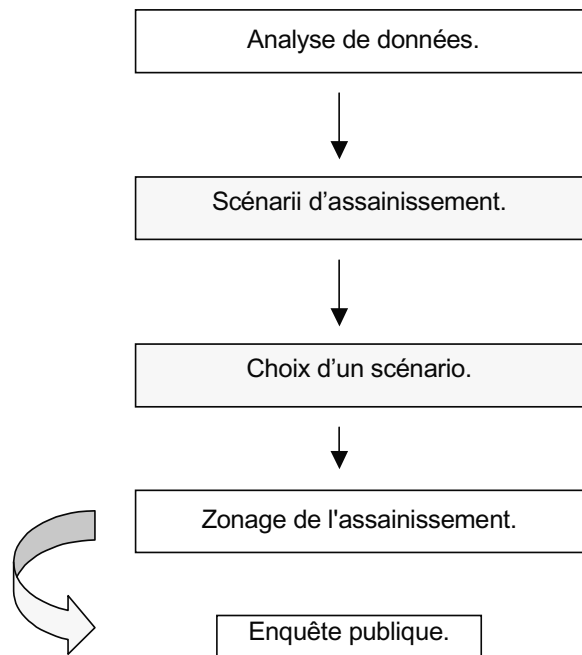 Analyse de données.
Scénarii d’assainissement.
Choix d’un scénario.
Zonage de l'assainissement.
Enquête publique.